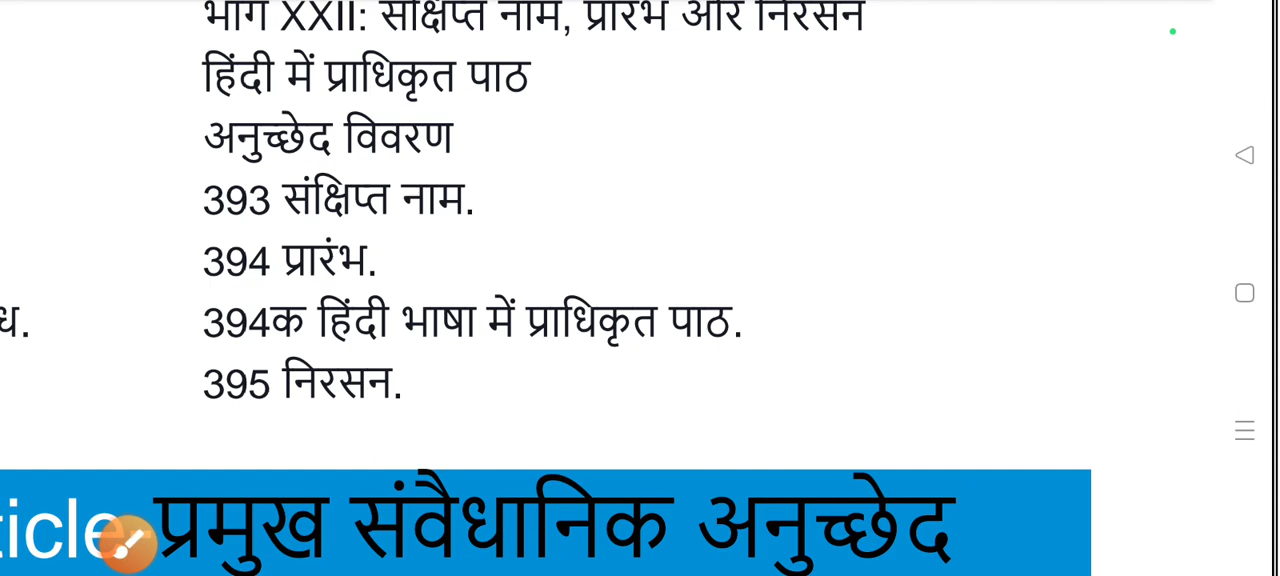 भाग XXII: संक्षिप्त नाम, प्रारंभ और निरसन
हिंदी में प्राधिकृत पाठ
अनुच्छेद विवरण
393 संक्षिप्त नाम.
394 प्रारंभ.
394क हिंदी भाषा में प्राधिकृत पाठ.
395 निरसन.
प्रमुख संवैधानिक अनुच्छेद